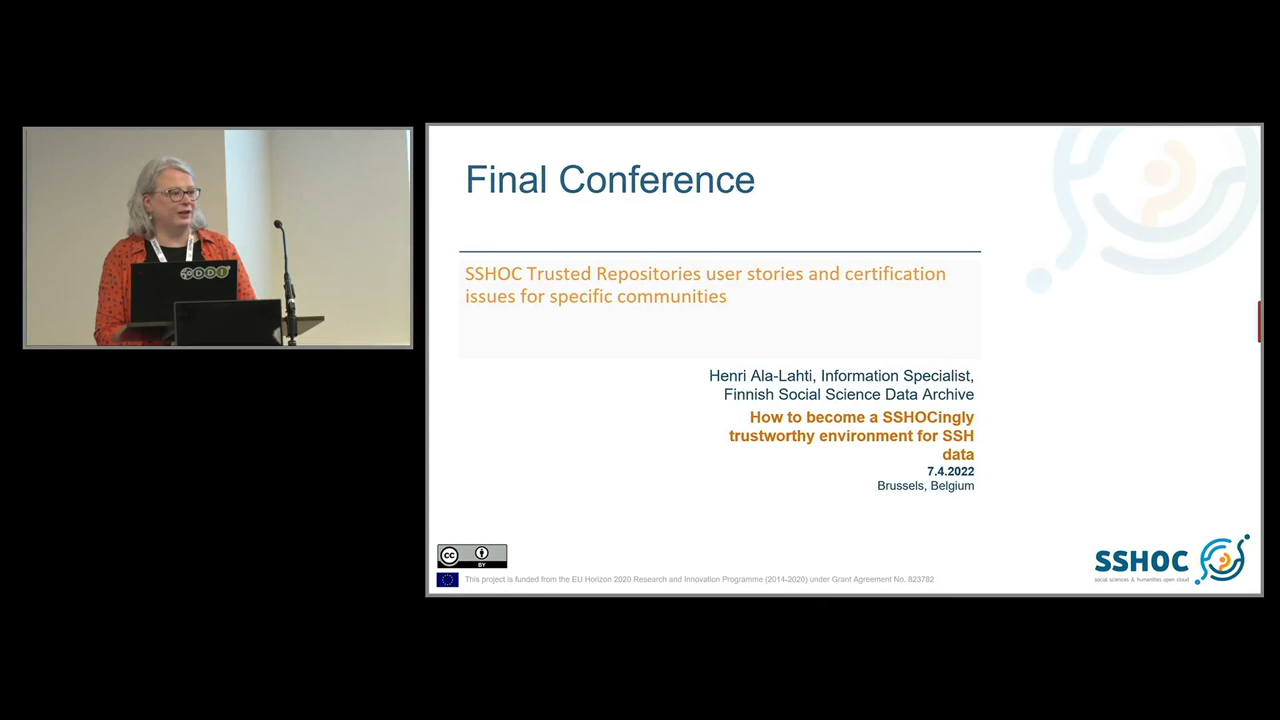 DDI
Final Conference
SSHOC Trusted Repositories user stories and certification
issues for specific communities
Henri Ala-Lahti, Information Specialist,
Finnish Social Science Data Archive
How to become a SSHOCingly
trustworthy environment for SSH
data
7.4.2022
Brussels, Belgium
cc
BY
This project is funded from the EU Horizon 2020 Research and Innovation Programme (2014-2020) under Grant Agreement No. 823782
SSHOC
social sciences & humanities open cloud